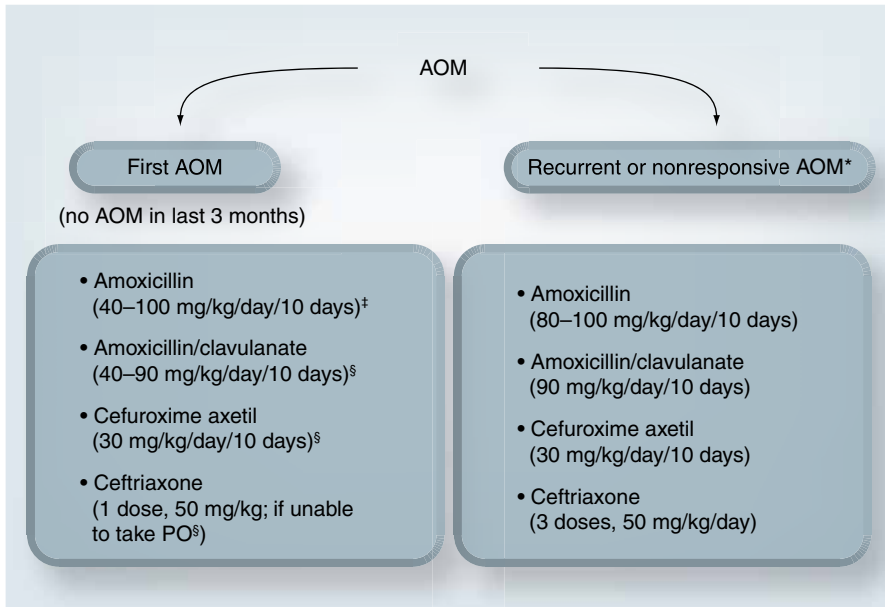 AOM
First AOM
(no AOM in last 3 months)
• Amoxicillin
(40–100 mg/kg/day/10 days)‡
• Amoxicillin/clavulanate
(40–90 mg/kg/day/10 days)§
• Cefuroxime axetil
(30 mg/kg/day/10 days)§
• Ceftriaxone
(1 dose, 50 mg/kg; if unable
to take PO§)
Recurrent or nonresponsive AOM*
• Amoxicillin
(80–100 mg/kg/day/10 days)
• Amoxicillin/clavulanate
(90 mg/kg/day/10 days)
• Cefuroxime axetil
(30 mg/kg/day/10 days)
• Ceftriaxone
(3 doses, 50 mg/kg/day)